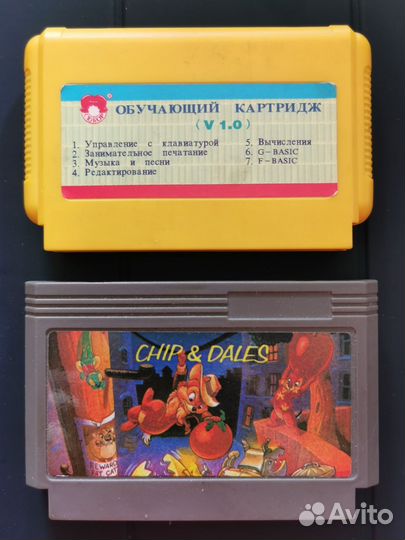 ОБУЧАЮЩИЙ КАРТРИДЖ
(V 1.0)
1. Управление с клавиатурой
2. Занимательное печатание
3. Музыка и песни
4. Редактирование
5. Вычисления
6. G-BASIC
7. F-BASIC
CHIP & DALES
REWARD
FAT CAT
Avito